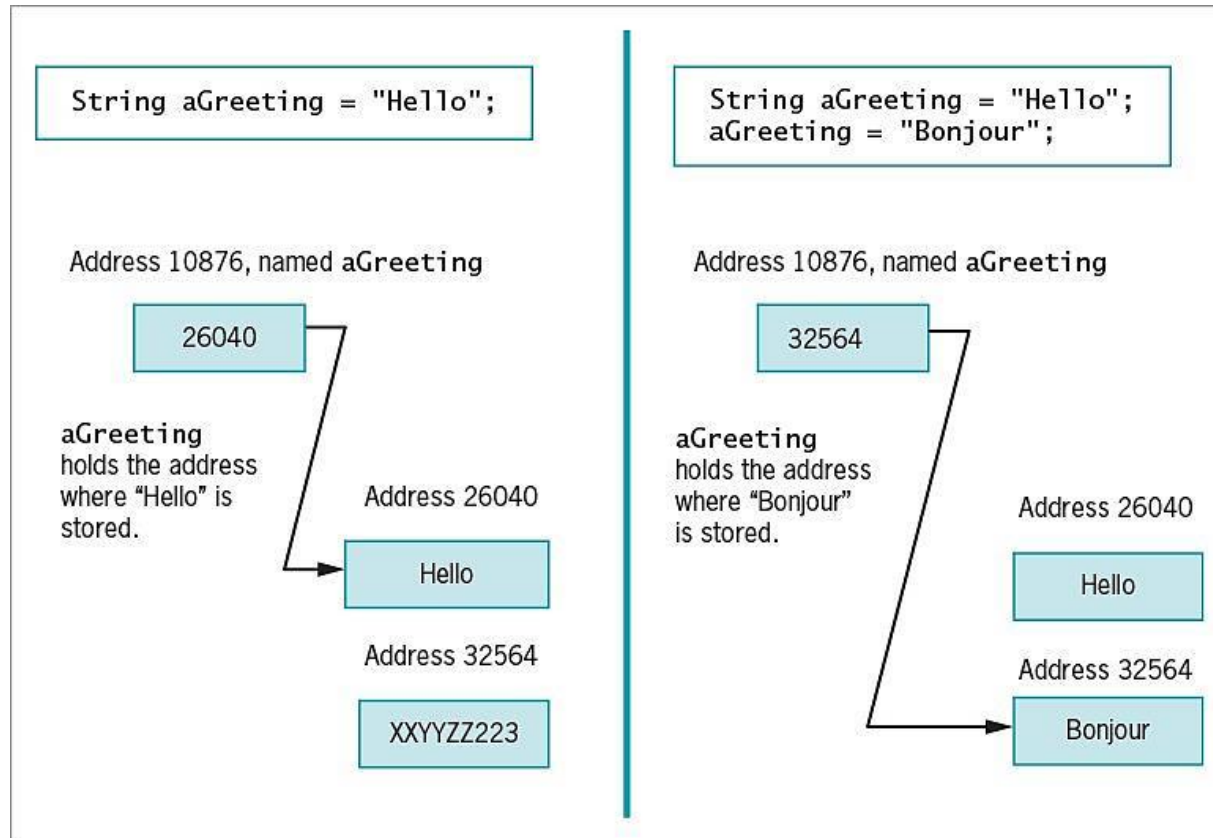 String aGreeting = "Hello";
Address 10876, named aGreeting
26040
aGreeting
holds the address
where “Hello” is
stored.
Address 26040
Hello
Address 32564
XXYYZZ223
String aGreeting = "Hello";
aGreeting = "Bonjour";
Address 10876, named aGreeting
32564
aGreeting
holds the address
where “Bonjour”
is stored.
Address 26040
Hello
Address 32564
Bonjour